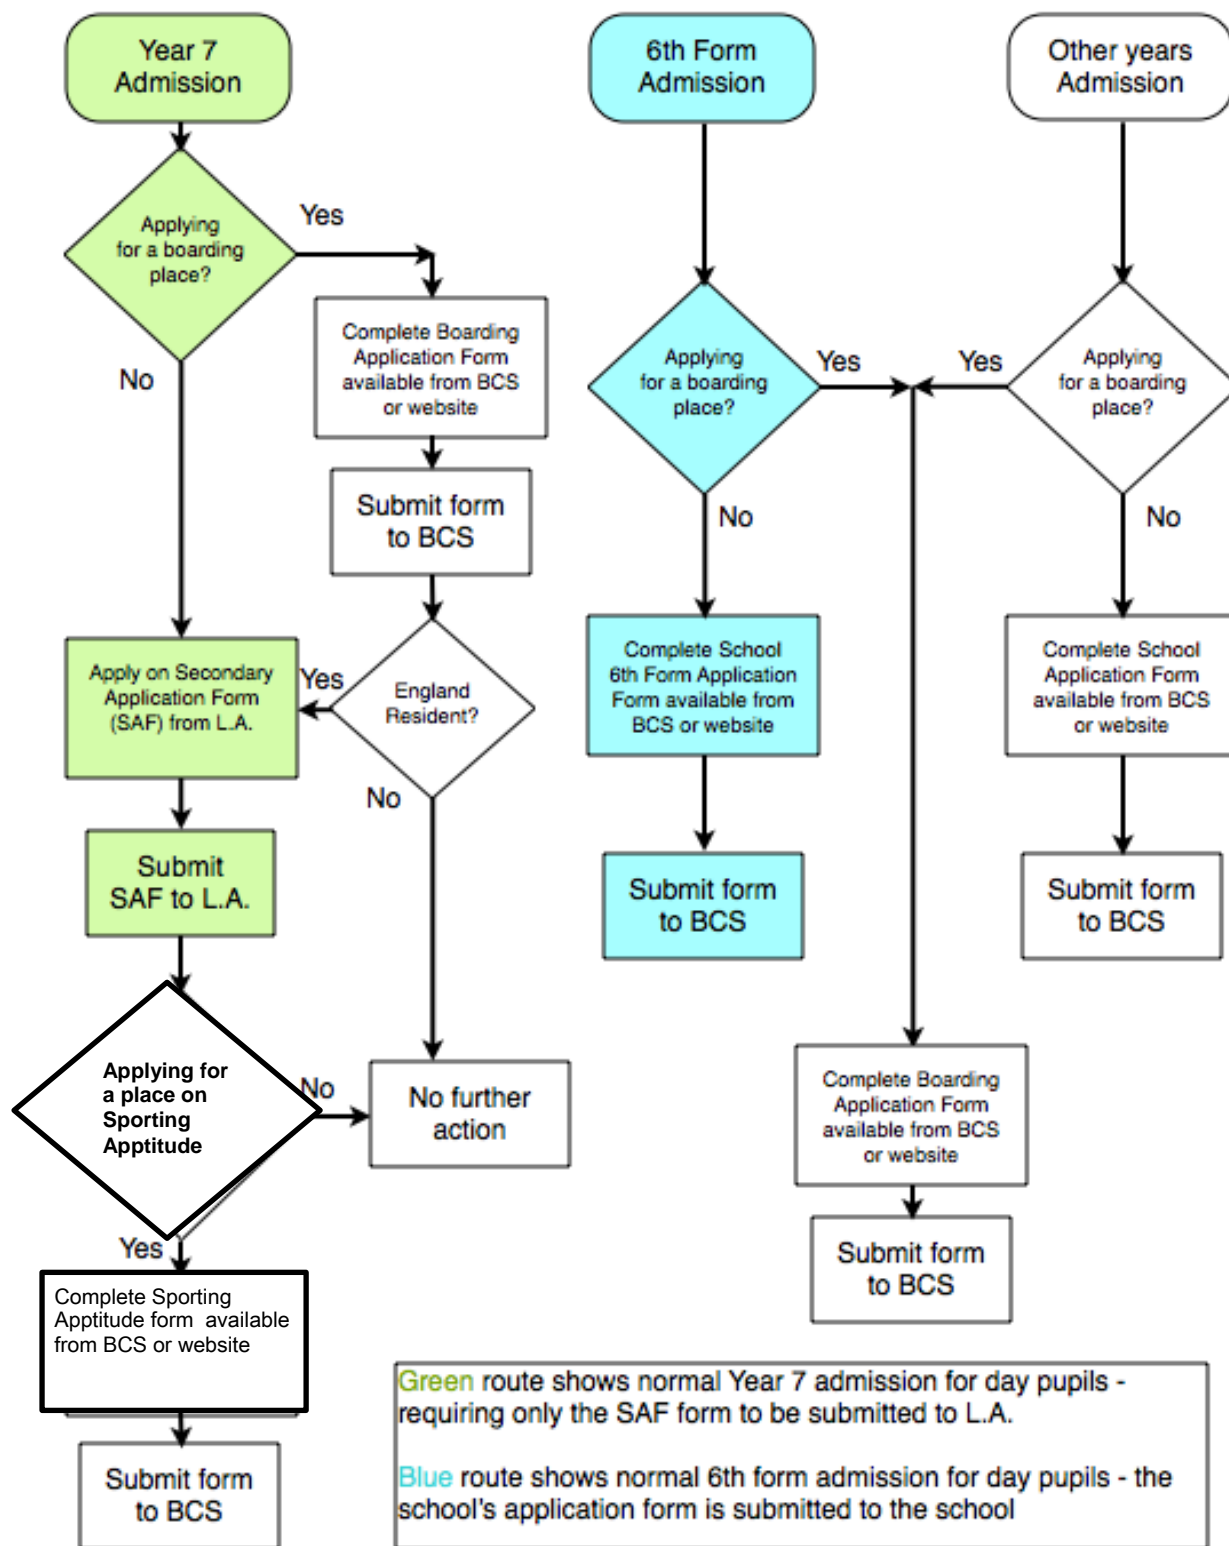 Year 7
Admission
6th Form
Admission
Other years
Admission
Applying
for a boarding
place?
Yes
No
Complete Boarding
Application Form
available from BCS
or website
Submit form
to BCS
England
Resident?
Yes
No
Apply on Secondary
Application Form
(SAF) from L.A.
Submit
SAF to L.A.
Applying for
a place on
Sporting
Apptitude
No
No further
action
Yes
Complete Sporting
Apptitude form  available
from BCS or website
Submit form
to BCS
Applying
for a boarding
place?
Yes
No
Complete School
6th Form Application
Form available from
BCS or website
Submit form
to BCS
Applying
for a boarding
place?
Yes
No
Complete School
Application Form
available from BCS
or website
Submit form
to BCS
Complete Boarding
Application Form
available from BCS
or website
Submit form
to BCS
Green route shows normal Year 7 admission for day pupils -
requiring only the SAF form to be submitted to L.A.
Blue route shows normal 6th form admission for day pupils - the
school's application form is submitted to the school